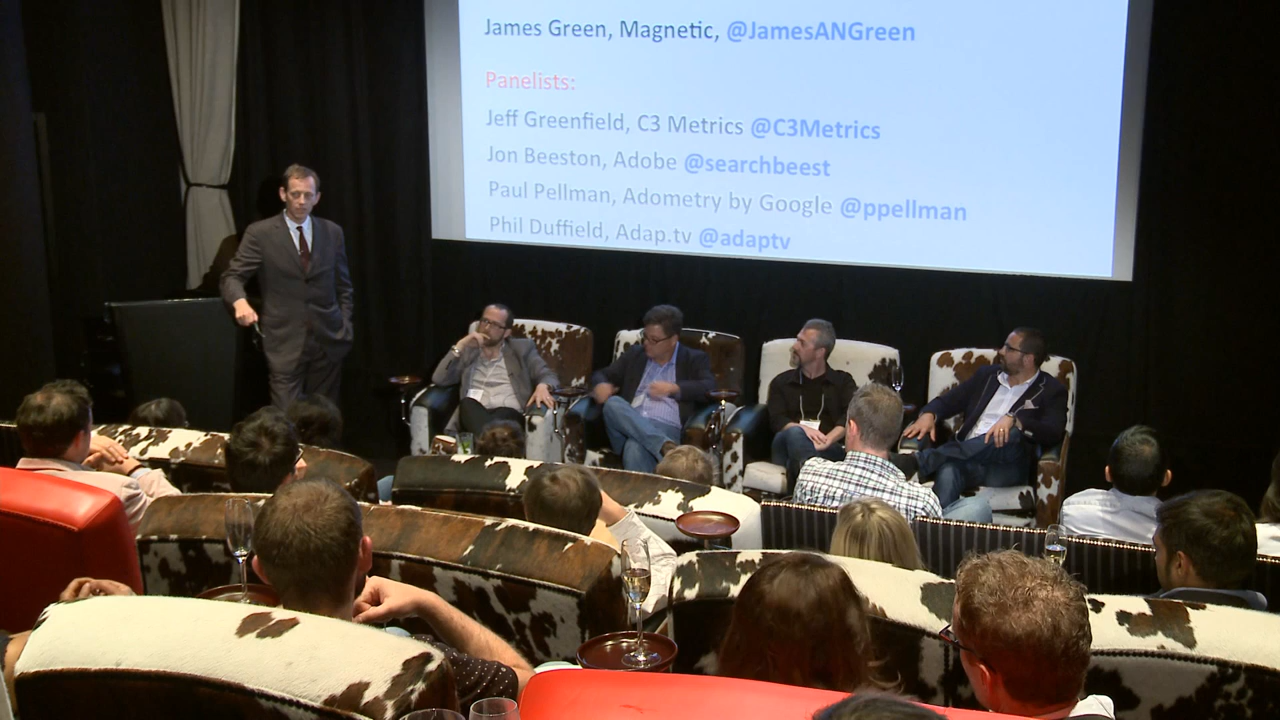 James Green, Magnetic, @JamesANGreen
Panelists:
Jeff Greenfield, C3 Metrics @C3Metrics
Jon Beeston, Adobe @searchbeest
Paul Pellman, Adometry by Google @ppellman
Phil Duffield, Adap.tv @adaptv